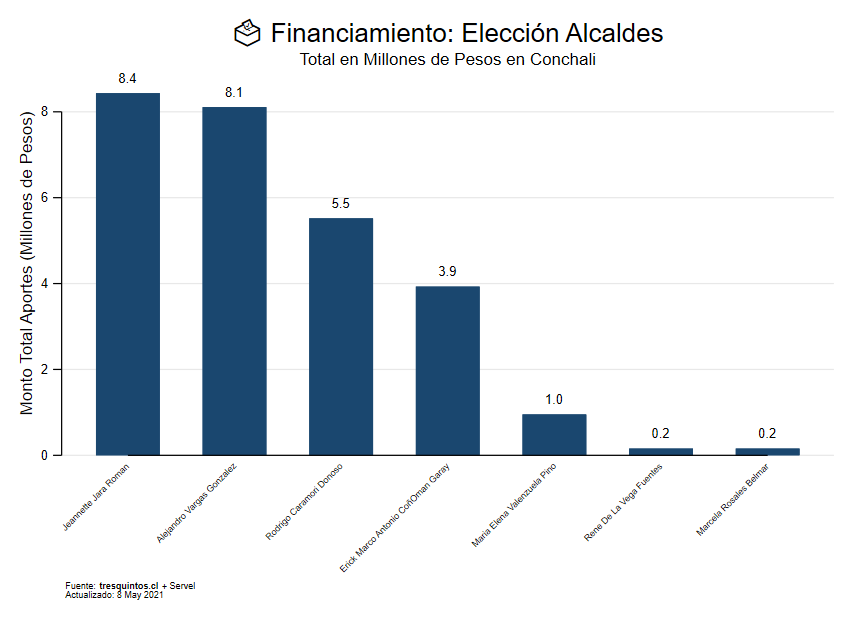 Financiamiento: Elección Alcaldes
Total en Millones de Pesos en Conchali
Monto Total Aportes (Millones de Pesos)
8
6
4
2
0
8.4
8.1
5.5
3.9
1.0
0.2
0.2
Jeannette Jara Roman
Alejandro Vargas Gonzalez
Rodrigo Caramori Donoso
Erick Marco Antonio CoñOman Garay
Maria Elena Valenzuela Pino
Rene De La Vega Fuentes
Marcela Rosales Belmar
Fuente: tresquintos.cl + Servel
Actualizado: 8 May 2021